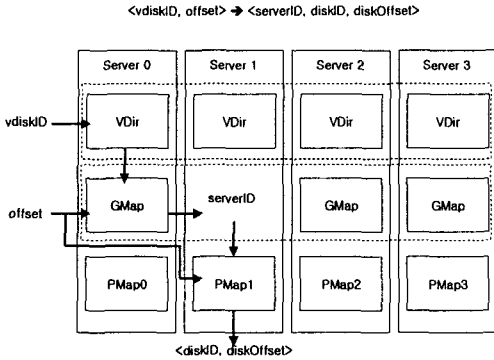 <vdiskID, offset> → <serverID, diskID, diskOffset>
Server 0 Server 1 Server 2 Server 3
vdiskID VDir VDir VDir VDir
offset GMap serverID GMap GMap
PMap0 PMap1 PMap2 PMap3
<diskID, diskOffset>